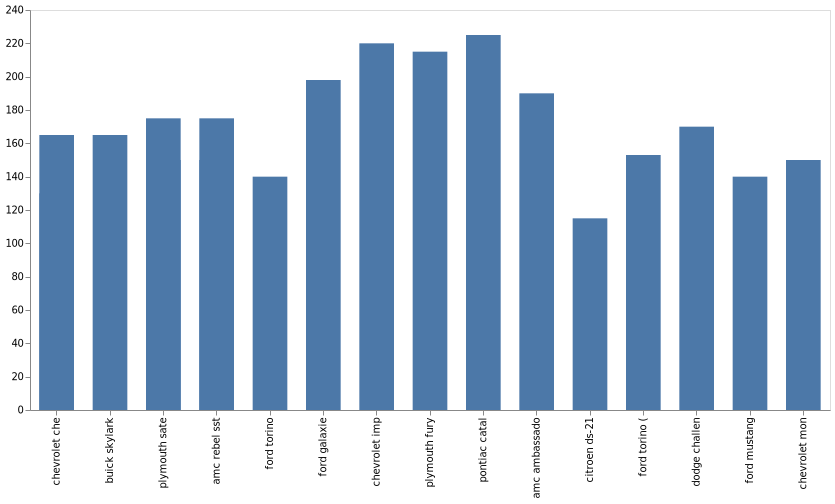 240
220
200
180
160
140
120
100
80
60
40
20
0
chevrolet che
buick skylark
plymouth sate
amc rebel sst
ford torino
ford galaxie
chevrolet imp
plymouth fury
pontiac catal
amc ambassado
citroen ds-21
ford torino (
dodge challen
ford mustang
chevrolet mon